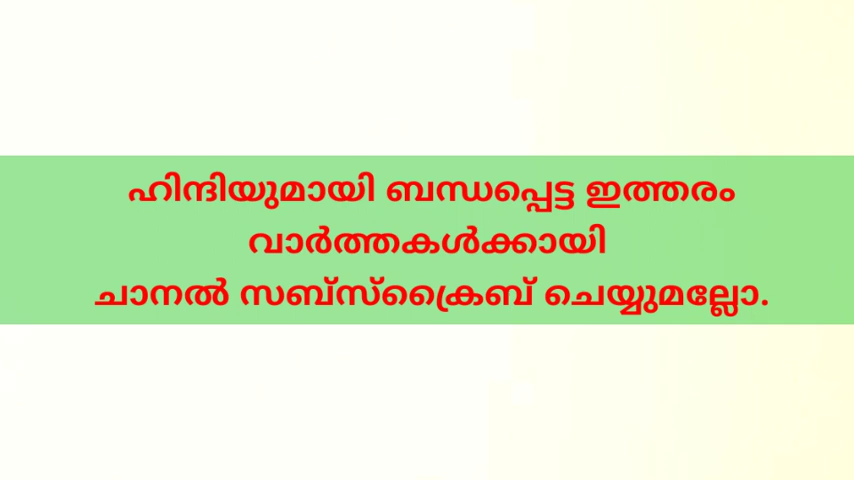 ഹിന്ദിയുമായി ബന്ധപ്പെട്ട ഇത്തരം
വാർത്തകൾക്കായി
ചാനൽ സബ്സ്ക്രൈബ് ചെയ്യുമല്ലോ.